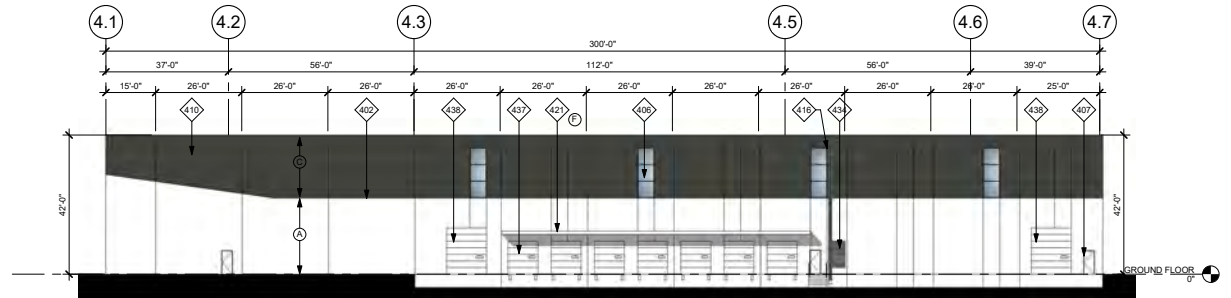 4.1 4.2 4.3 4.5 4.6 4.7
300'-0"
37'-0" 56'-0" 112'-0" 56'-0" 39'-0"
15'-0" 26'-0" 26'-0" 26'-0" 26'-0" 26'-0" 26'-0" 26'-0" 26'-0" 26'-0" 26'-0" 25'-0"
410 402 438 437 421 F 406 416 434 438 407
C
42'-0" 42'-0"
A
GROUND FLOOR
0"